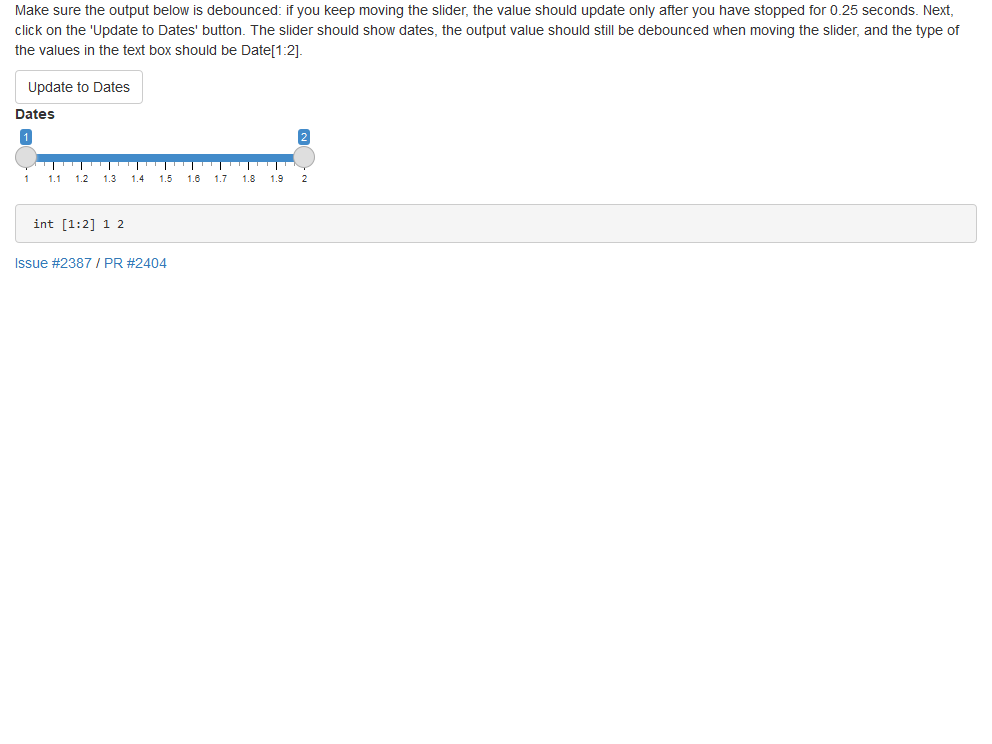 Make sure the output below is debounced: if you keep moving the slider, the value should update only after you have stopped for 0.25 seconds. Next,
click on the 'Update to Dates' button. The slider should show dates, the output value should still be debounced when moving the slider, and the type of
the values in the text box should be Date[1:2].
Update to Dates
Dates
1 2
1 1.1 1.2 1.3 1.4 1.5 1.6 1.7 1.8 1.9 2
int [1:2] 1 2
Issue #2387 / PR #2404